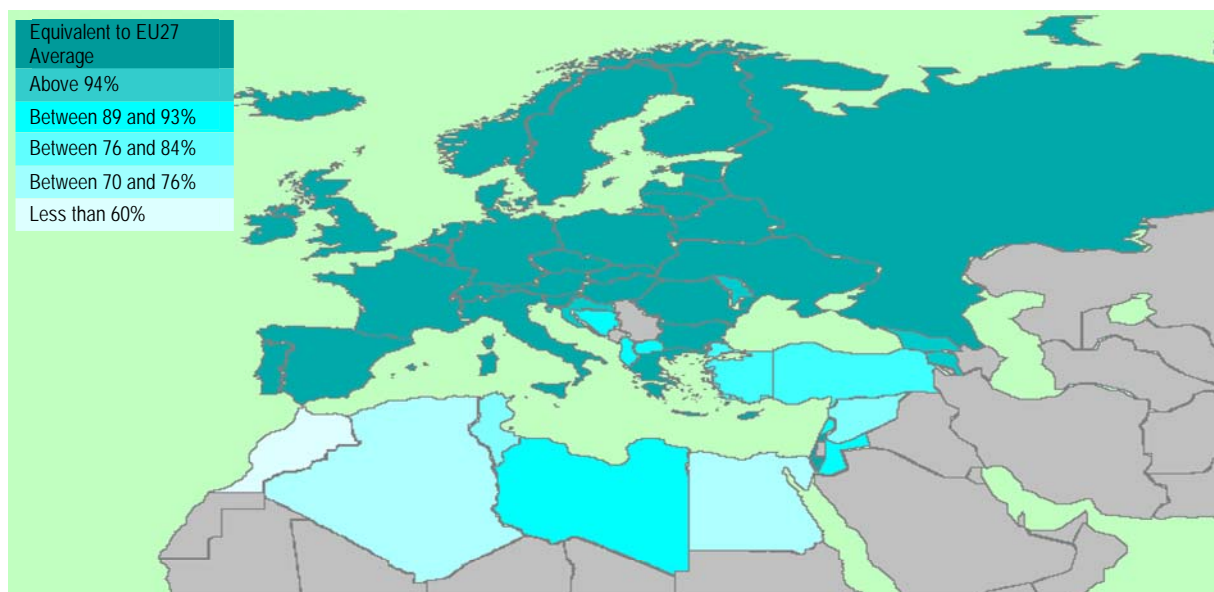 Equivalent to EU27
Average
Above 94%
Between 89 and 93%
Between 76 and 84%
Between 70 and 76%
Less than 60%